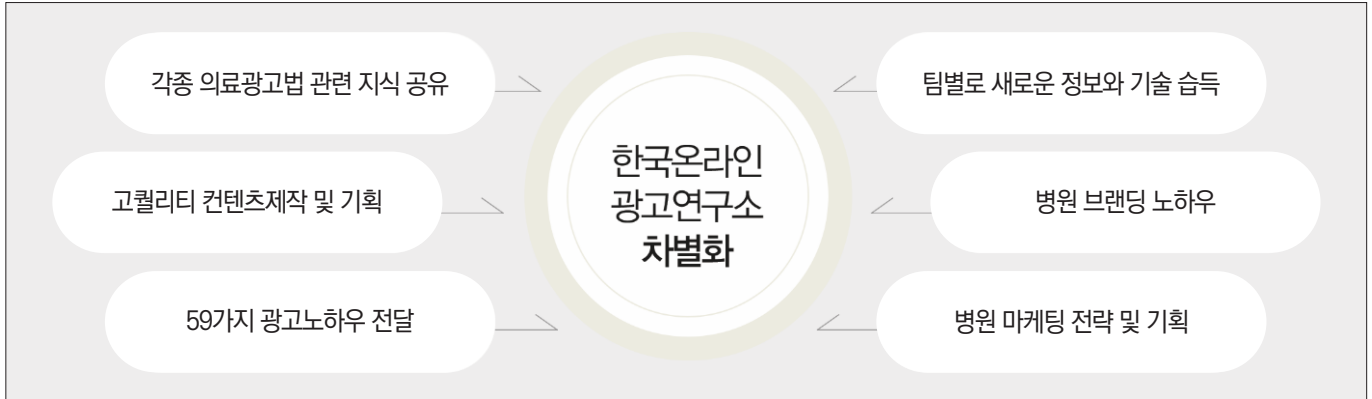 각종 의료광고법 관련 지식 공유
고퀄리티 컨텐츠제작 및 기획
59가지 광고노하우 전달
한국온라인
광고연구소
차별화
팀별로 새로운 정보와 기술 습득
병원 브랜딩 노하우
병원 마케팅 전략 및 기획